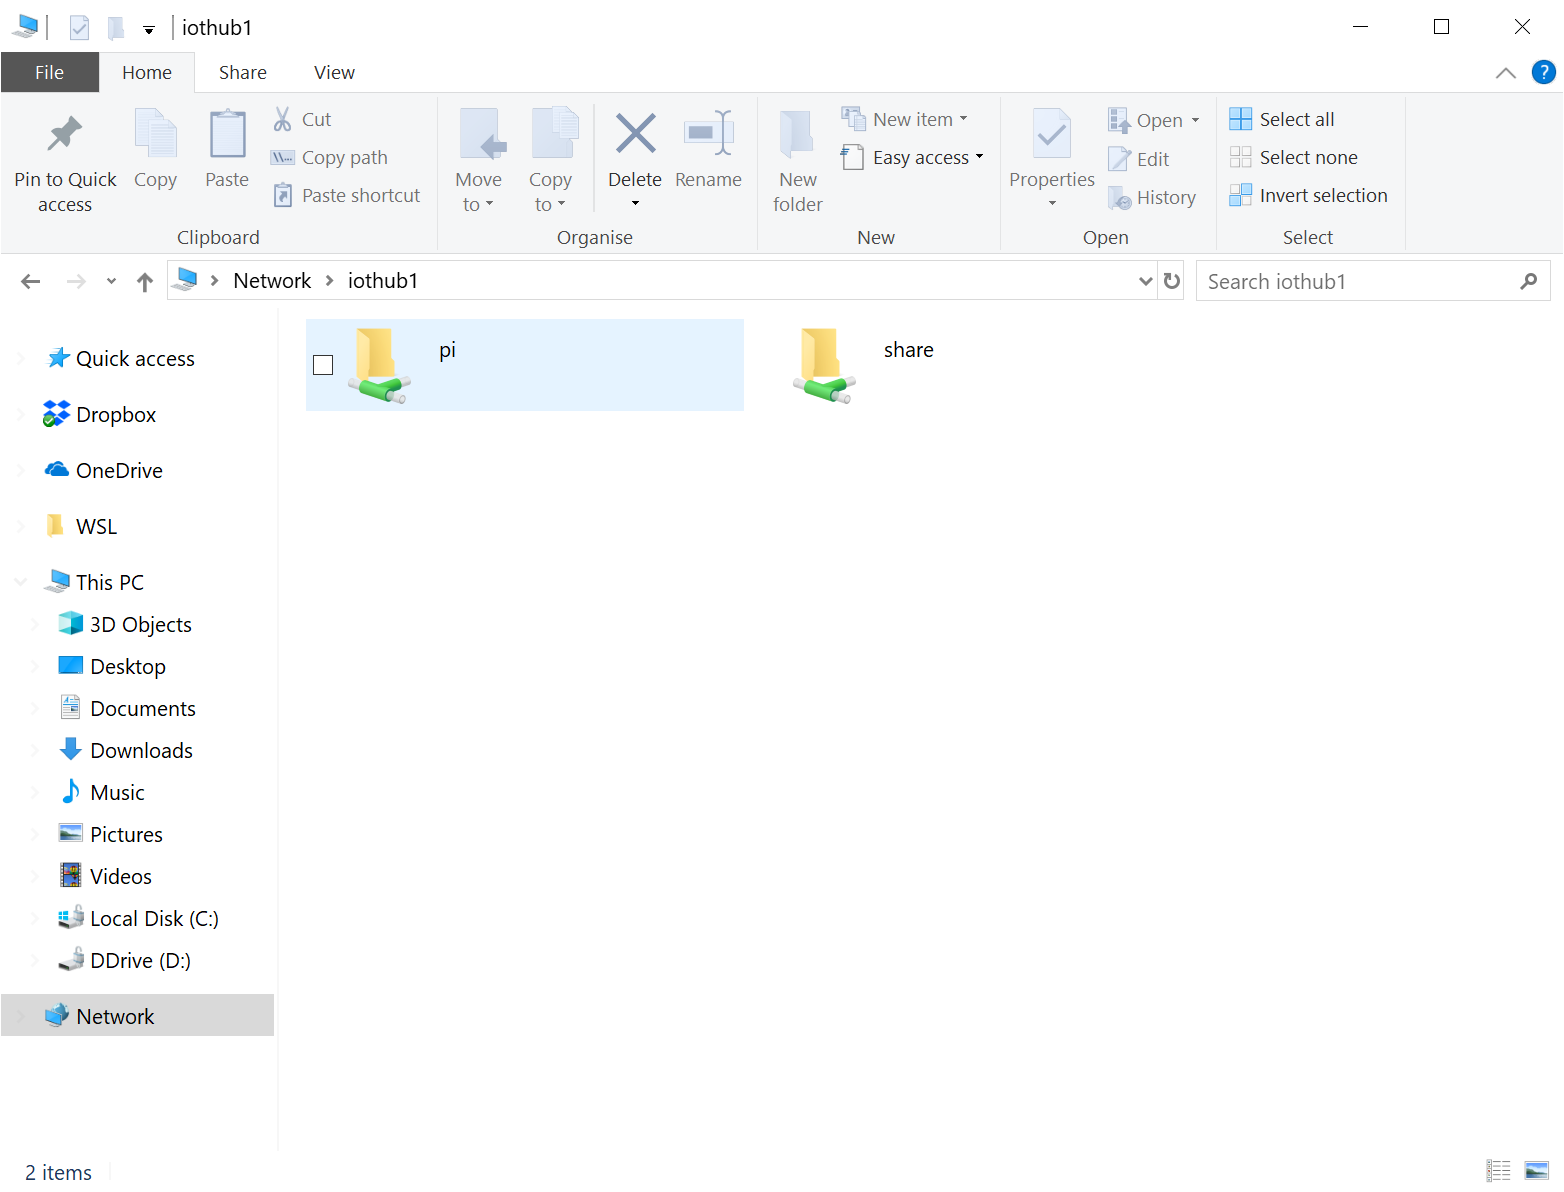 iothub1
File
Home
Share
View
?
Pin to Quick
access
Copy
Paste
Cut
Copy path
Paste shortcut
Clipboard
Move
to
Copy
to
Delete
Rename
Organise
New
folder
New item
Easy access
New
Properties
Open
Edit
History
Open
Select all
Select none
Invert selection
Select
Network
iothub1
Search iothub1
Quick access
Dropbox
OneDrive
WSL
This PC
3D Objects
Desktop
Documents
Downloads
Music
Pictures
Videos
Local Disk (C:)
DDrive (D:)
Network
pi
share
2 items